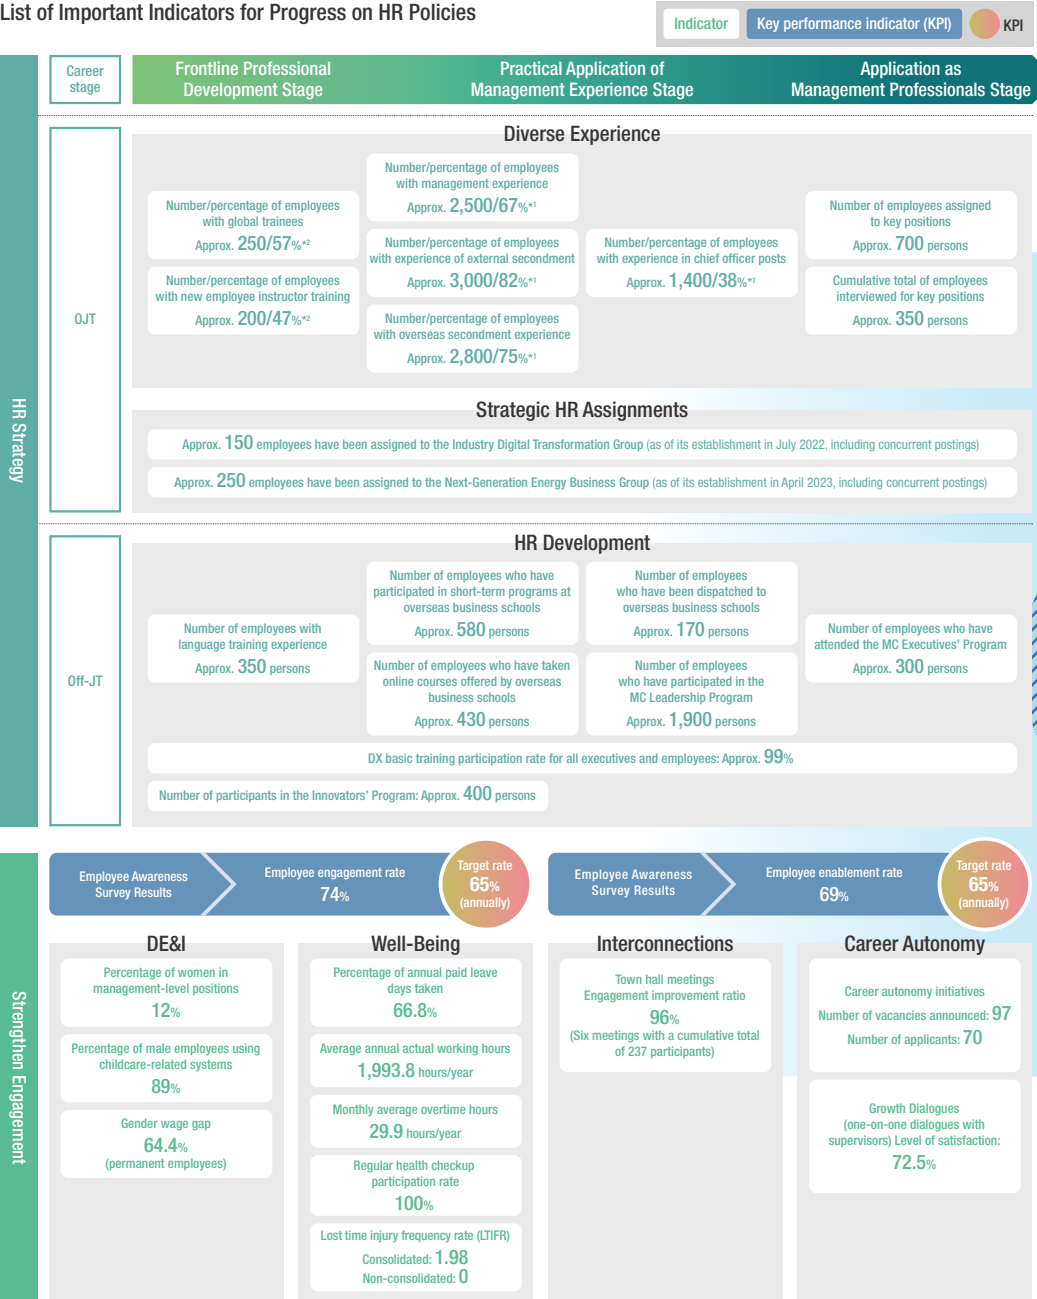 List of Important Indicators for Progress on HR Policies
Indicator
Key performance indicator (KPI)
KPI
HR Strategy
Career
stage
Frontline Professional
Development Stage
Practical Application of
Management Experience Stage
Application as
Management Professionals Stage
OJT
Diverse Experience
Number/percentage of employees
with global trainees
Approx. 250/57%*2
Number/percentage of employees
with new employee instructor training
Approx. 200/47%*2
Number/percentage of employees
with management experience
Approx. 2,500/67%*1
Number/percentage of employees
with experience of external secondment
Approx. 3,000/82%*1
Number/percentage of employees
with overseas secondment experience
Approx. 2,800/75%*1
Number/percentage of employees
with experience in chief officer posts
Approx. 1,400/38%*1
Number of employees assigned
to key positions
Approx. 700 persons
Cumulative total of employees
interviewed for key positions
Approx. 350 persons
Strategic HR Assignments
Approx. 150 employees have been assigned to the Industry Digital Transformation Group (as of its establishment in July 2022, including concurrent postings)
Approx. 250 employees have been assigned to the Next-Generation Energy Business Group (as of its establishment in April 2023, including concurrent postings)
Off-JT
HR Development
Number of employees with
language training experience
Approx. 350 persons
Number of employees who have
participated in short-term programs at
overseas business schools
Approx. 580 persons
Number of employees who have taken
online courses offered by overseas
business schools
Approx. 430 persons
Number of employees
who have been dispatched to
overseas business schools
Approx. 170 persons
Number of employees
who have participated in the
MC Leadership Program
Approx. 1,900 persons
Number of employees who have
attended the MC Executives' Program
Approx. 300 persons
DX basic training participation rate for all executives and employees: Approx. 99%
Number of participants in the Innovators' Program: Approx. 400 persons
Strengthen Engagement
Employee Awareness
Survey Results
Employee engagement rate
74%
Target rate
65%
(annually)
Employee Awareness
Survey Results
Employee enablement rate
69%
Target rate
65%
(annually)
DE&I
Percentage of women in
management-level positions
12%
Percentage of male employees using
childcare-related systems
89%
Gender wage gap
64.4%
(permanent employees)
Well-Being
Percentage of annual paid leave
days taken
66.8%
Average annual actual working hours
1,993.8 hours/year
Monthly average overtime hours
29.9 hours/year
Regular health checkup
participation rate
100%
Lost time injury frequency rate (LTIFR)
Consolidated: 1.98
Non-consolidated: 0
Interconnections
Town hall meetings
Engagement improvement ratio
96%
(Six meetings with a cumulative total
of 237 participants)
Career Autonomy
Career autonomy initiatives
Number of vacancies announced: 97
Number of applicants: 70
Growth Dialogues
(one-on-one dialogues with
supervisors) Level of satisfaction:
72.5%